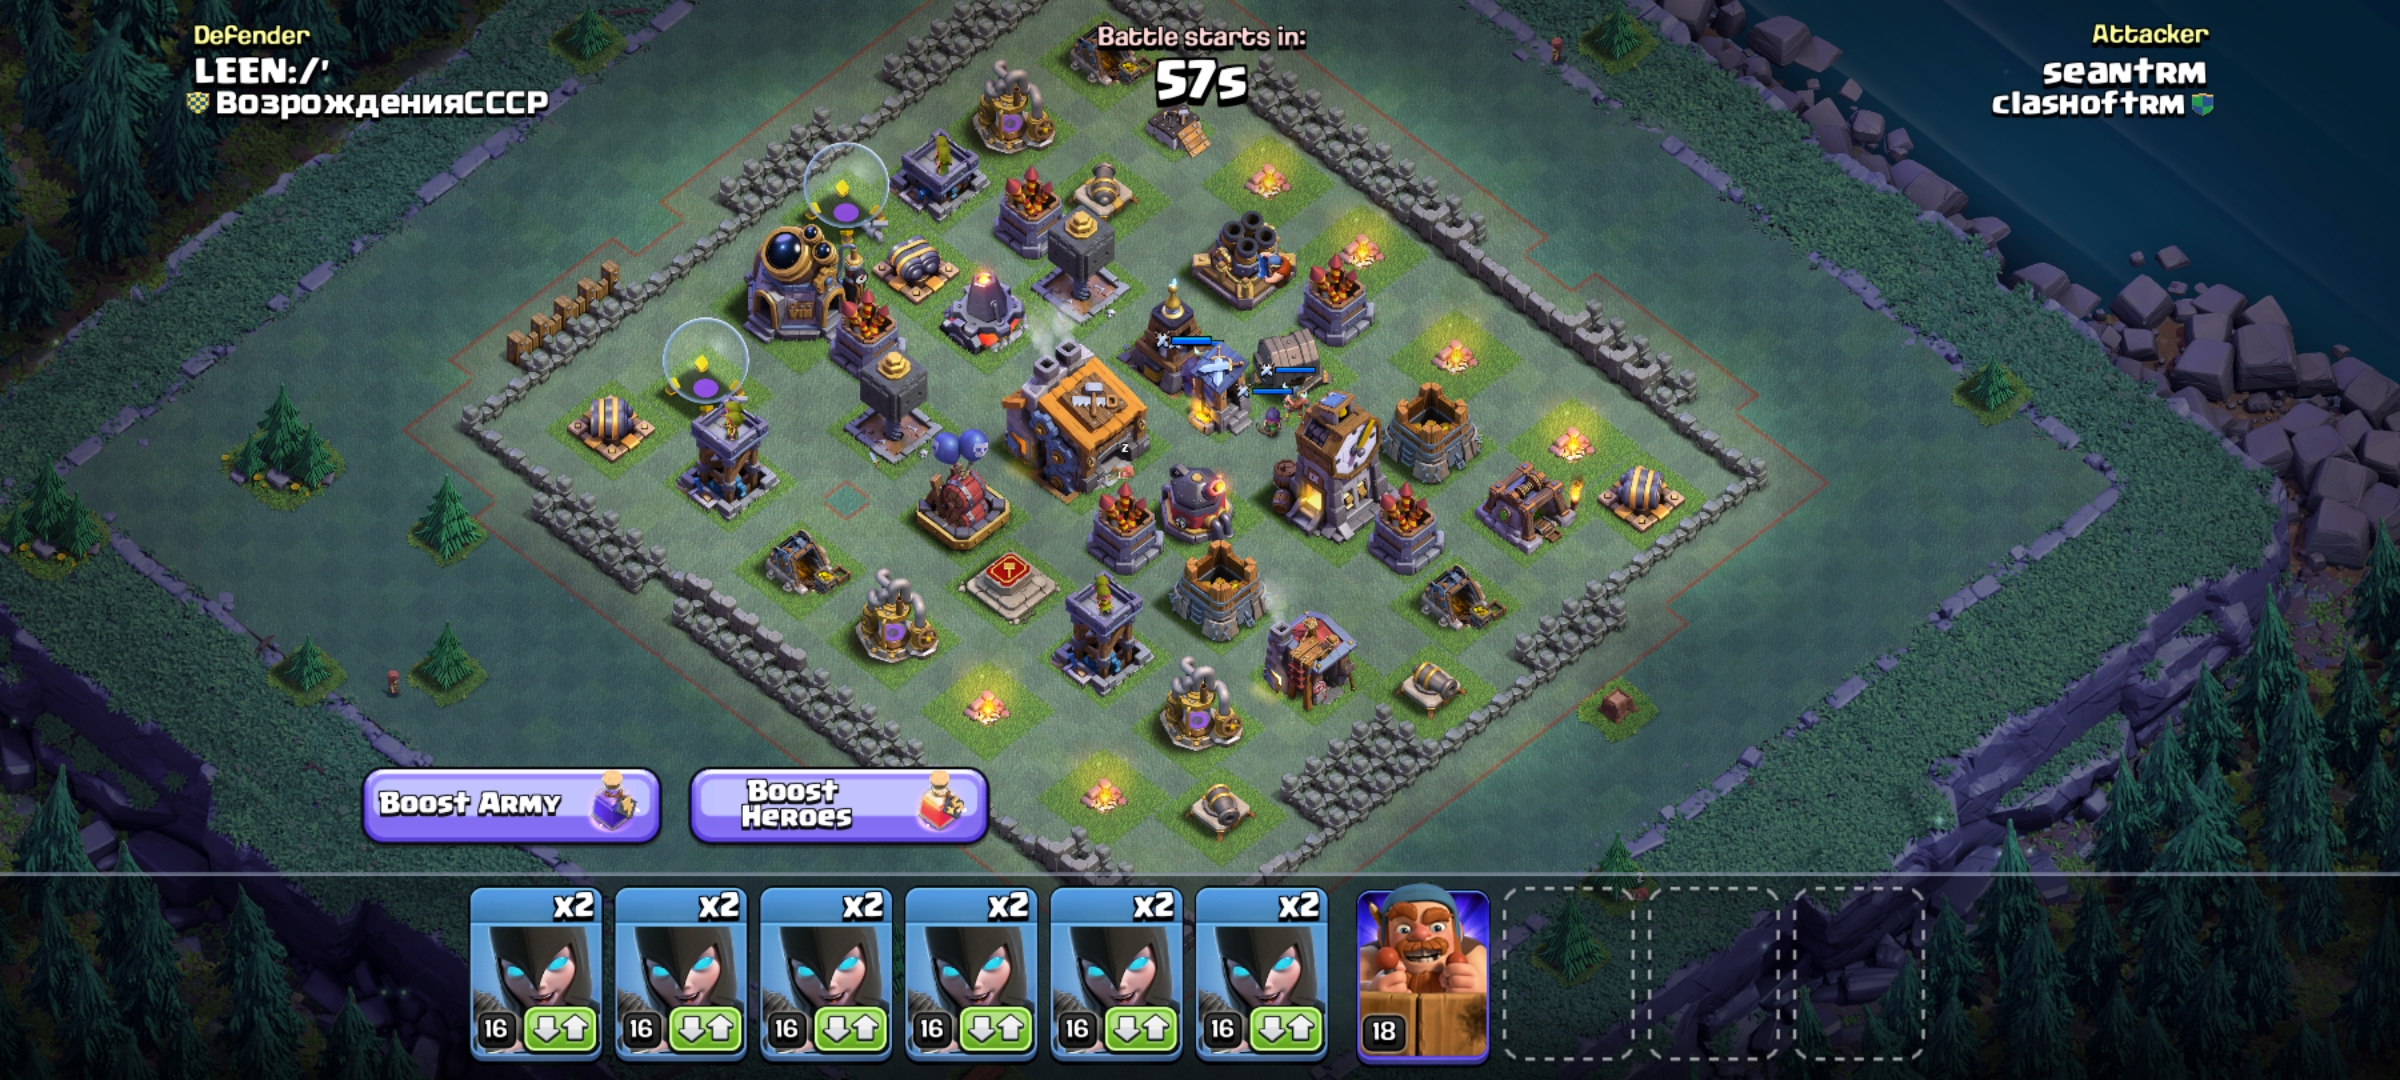 Defender
LEEN:/'
ВозрожденияСССР
Battle starts in:
57s
Attacker
seantRM
clashoftRM
Boost Army
Boost
Heroes
x2
x2
x2
x2
x2
x2
16
16
16
16
16
16
18
z